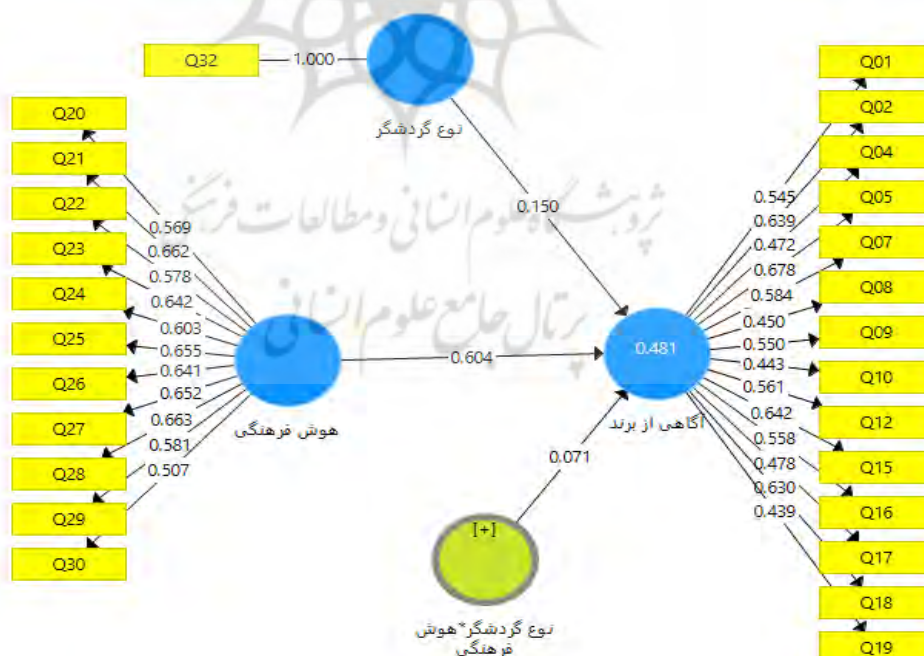 Q32
1.000
نوع گردشگر
0.150
Q20
Q21
Q22
Q23
Q24
Q25
Q26
Q27
Q28
Q29
Q30
0.569
0.662
0.578
0.642
0.603
0.655
0.641
0.652
0.663
0.581
0.507
هوش فرهنگی
0.604
0.481
آگاهی از برند
0.071
[+]
نوع گردشگر*هوش
فرهنگی
0.545
0.639
0.472
0.678
0.584
0.450
0.550
0.443
0.561
0.642
0.558
0.478
0.630
0.439
Q01
Q02
Q04
Q05
Q07
Q08
Q09
Q10
Q12
Q15
Q16
Q17
Q18
Q19
پژوهشگاه علوم انسانی و مطالعات فرهنگی
پرتال جامع علوم انسانی